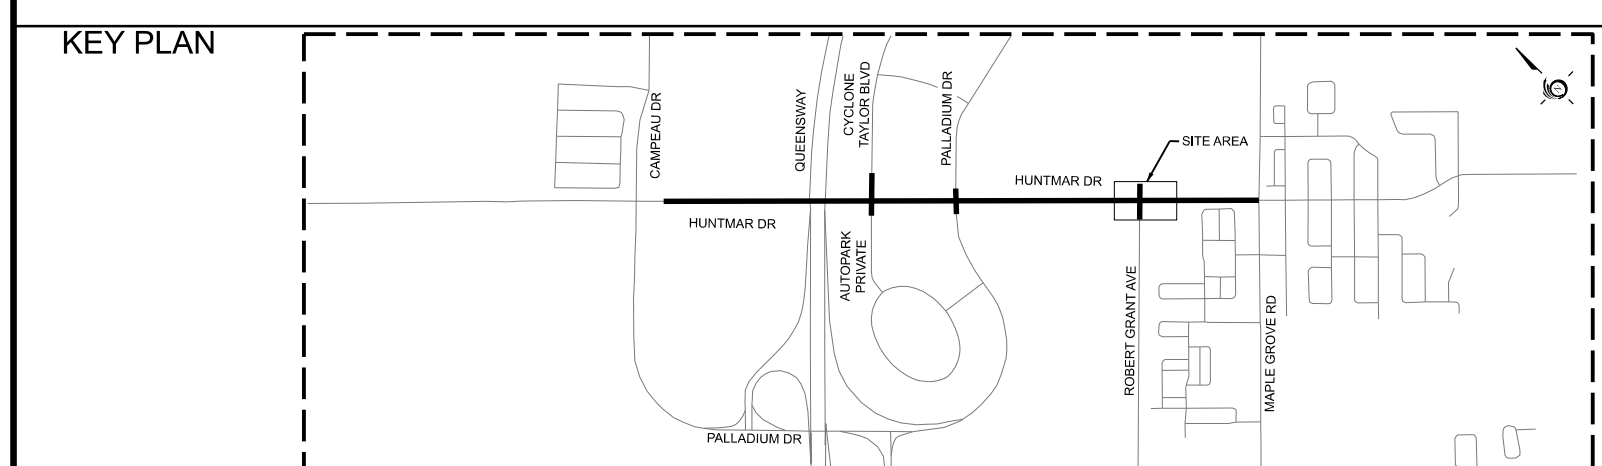 KEY PLAN
CAMPEAU DR
QUEENSWAY
CYCLONE
TAYLOR BLVD
PALLADIUM DR
SITE AREA
HUNTMAR DR
HUNTMAR DR
AUTOPARK
PRIVATE
ROBERT GRANT AVE
MAPLE GROVE RD
PALLADIUM DR
N